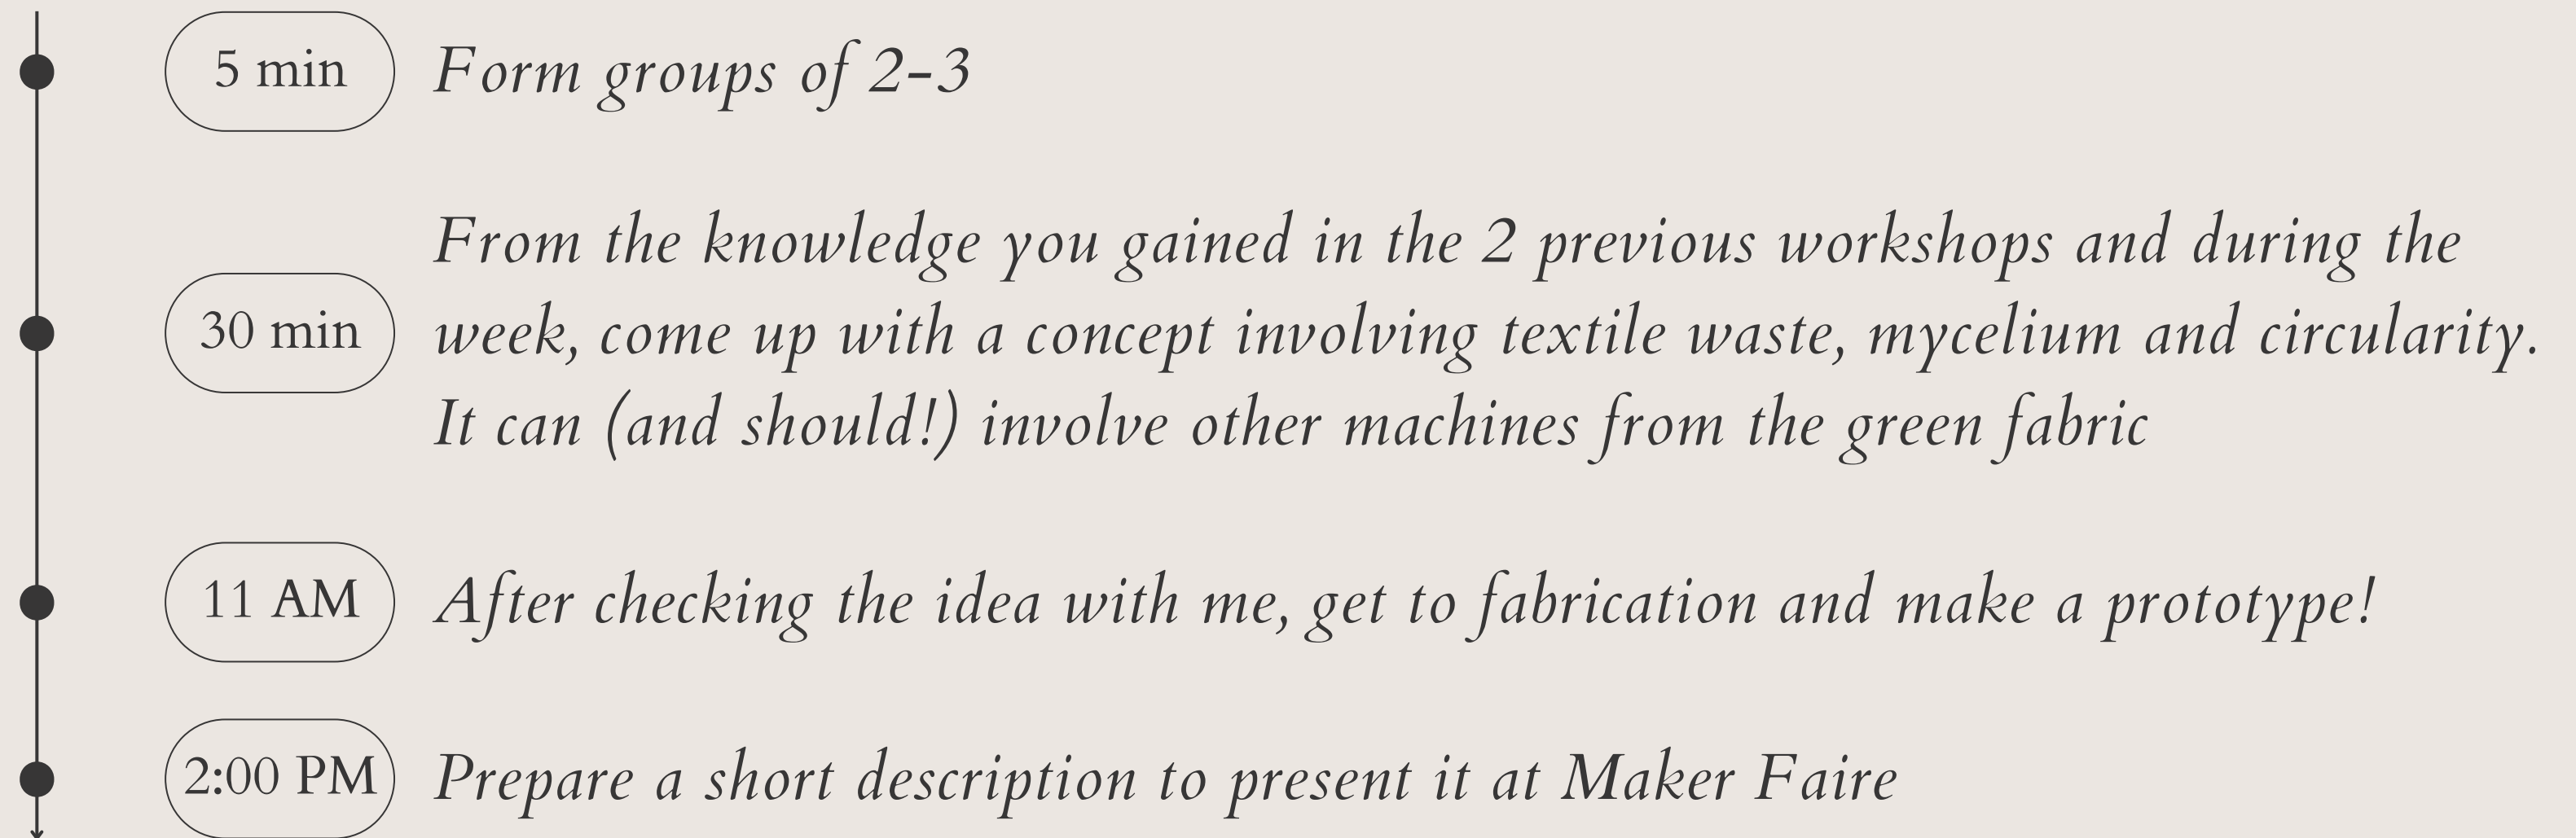 5 min
Form groups of 2-3
From the knowledge you gained in the 2 previous workshops and during the
30 min
week, come up with a concept involving textile waste, mycelium and circularity.
It can (and should!) involve other machines from the green fabric
11 AM
After checking the idea with me, get to fabrication and make a prototype!
2:00 PM
Prepare a short description to present it at Maker Faire